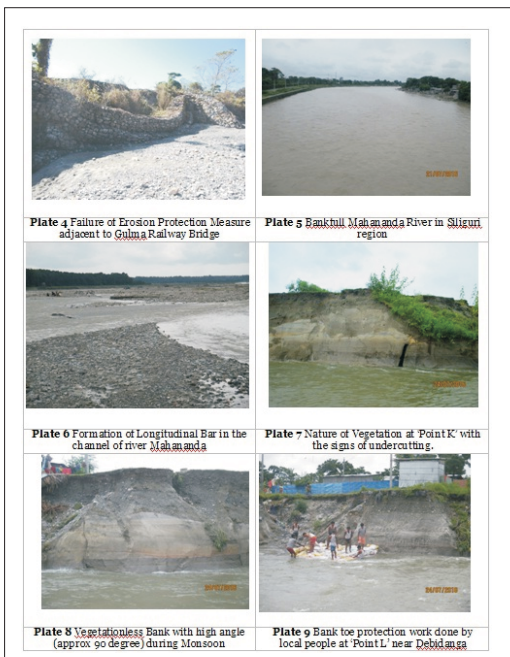 Plate 4 Failure of Erosion Protection Measure
adjacent to Gulma Railway Bridge
Plate 5 Bankfull Mahananda River in Siliguri
region
Plate 6 Formation of Longitudinal Bar in the
channel of river Mahananda
Plate 7 Nature of Vegetation at ‘Point K’ with
the signs of undercutting.
Plate 8 Vegetationless Bank with high angle
(approx 90 degree) during Monsoon
Plate 9 Bank toe protection work done by
local people at ‘Point L’ near Debidanga